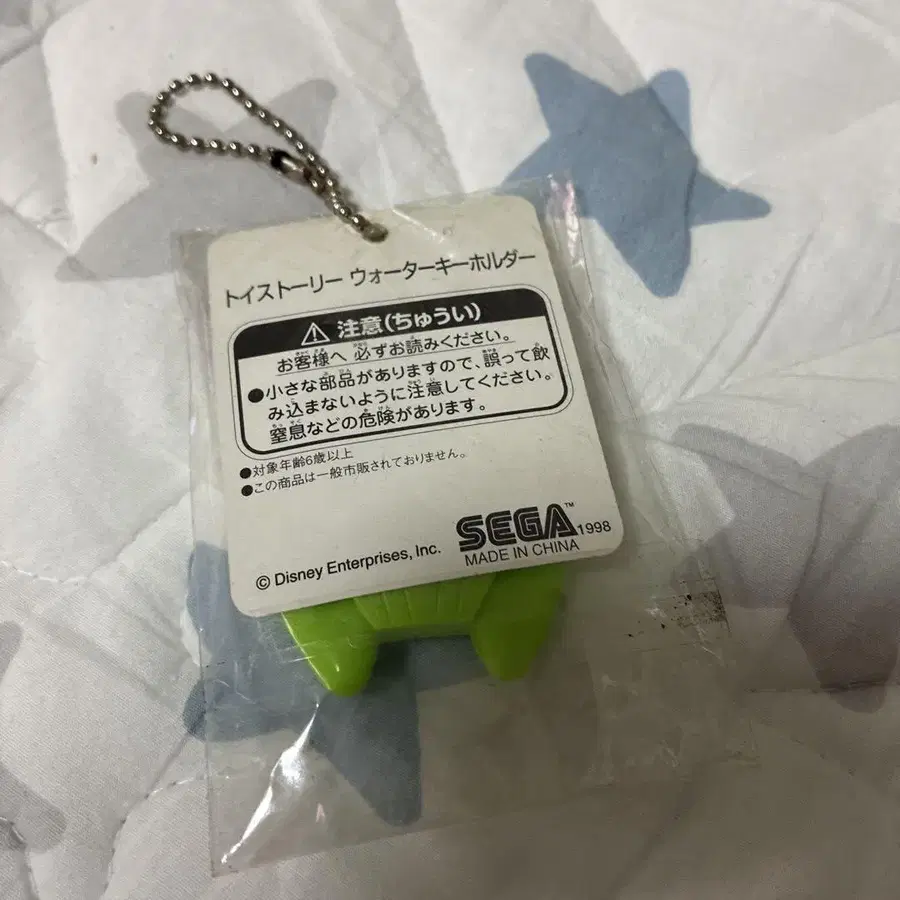 トイストーリー ウォーターキーホルダー
⚠ 注意(ちゅうい)
お客様へ 必ずお読みください。
●小さな部品がありますので、誤って飲
み込まないように注意してください。
窒息などの危険があります。
●対象年齢6歳以上
●この商品は一般市販されておりません。
SEGA™ 1998
MADE IN CHINA
© Disney Enterprises, Inc.